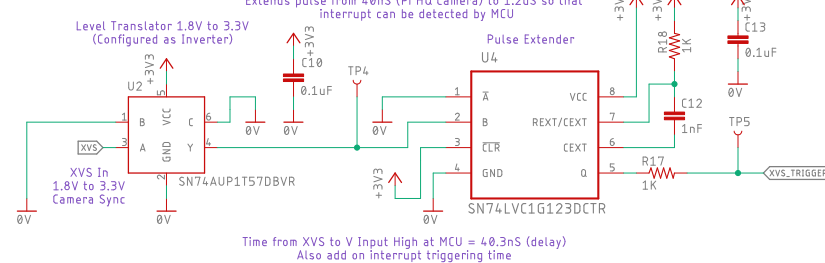 Extends pulse from 40nS (Pi HQ Camera) to 1.2uS so that
interrupt can be detected by MCU
Level Translator 1.8V to 3.3V
(Configured as Inverter)
Pulse Extender
+3V3
+3V3
C10
0.1uF
0V
TP4
U2
5
VCC
1
B
C
6
3
A
Y
4
GND
2
XVS
0V
SN74AUP1T57DBVR
XVS In
1.8V to 3.3V
Camera Sync
0V
0V
0V
U4
1
A
VCC
8
2
B
REXT/CEXT
7
3
CLR
CEXT
6
4
GND
Q
5
SN74LVC1G123DCTR
+3V3
0V
+3V
+3V
R18
1K
C12
1nF
+3V
C13
0.1uF
0V
TP5
R17
1K
XVS_TRIGGER
Time from XVS to V Input High at MCU = 40.3nS (delay)
Also add on interrupt triggering time